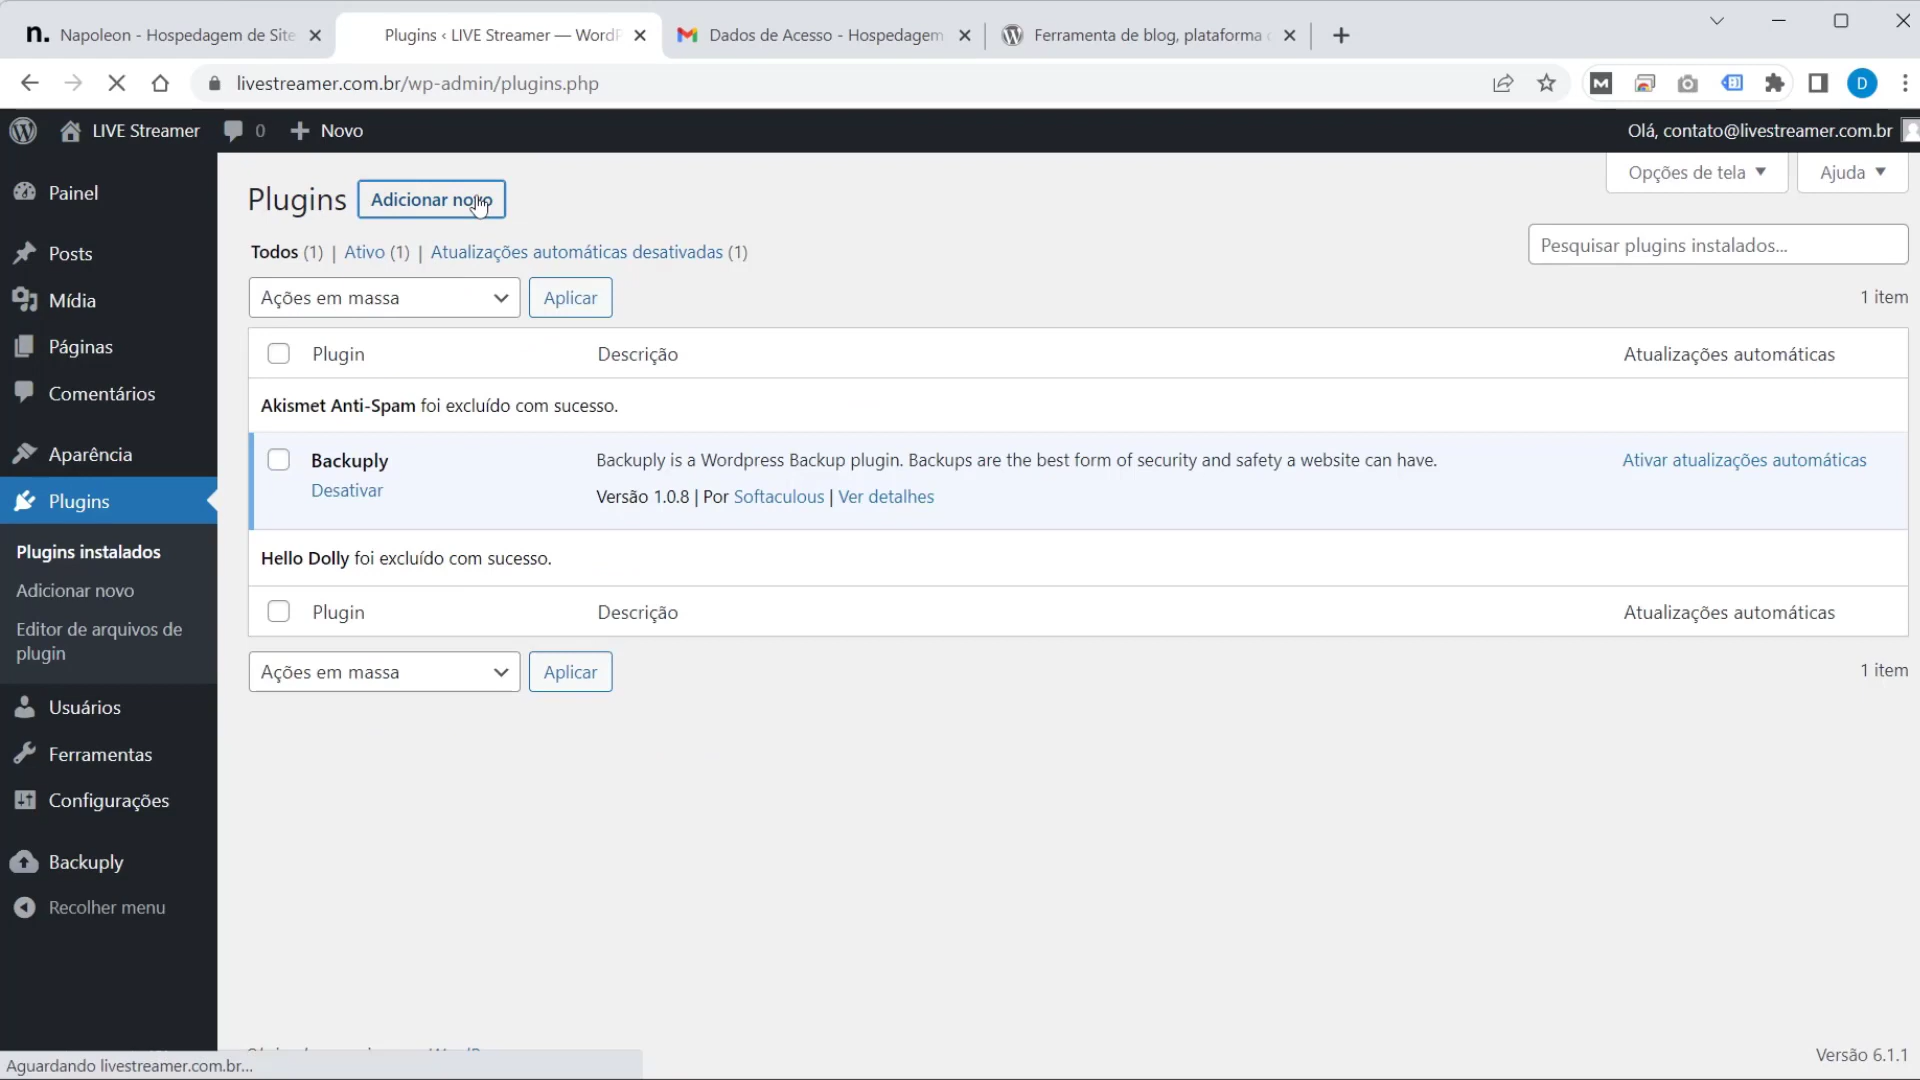 n. Napoleon - Hospedagem de Site
Plugins ‹ LIVE Streamer — WordP
Dados de Acesso - Hospedagem
Ferramenta de blog, plataforma
livestreamer.com.br/wp-admin/plugins.php
D
LIVE Streamer
0
Novo
Olá, contato@livestreamer.com.br
Painel
Posts
Mídia
Páginas
Comentários
Aparência
Plugins
Plugins instalados
Adicionar novo
Editor de arquivos de
plugin
Usuários
Ferramentas
Configurações
Backuply
Recolher menu
Opções de tela
Ajuda
Plugins
Adicionar novo
Todos (1) | Ativo (1) | Atualizações automáticas desativadas (1)
Pesquisar plugins instalados...
Ações em massa
Aplicar
1 item
Plugin
Descrição
Atualizações automáticas
Akismet Anti-Spam foi excluído com sucesso.
Backuply
Desativar
Backuply is a Wordpress Backup plugin. Backups are the best form of security and safety a website can have.
Versão 1.0.8 | Por Softaculous | Ver detalhes
Ativar atualizações automáticas
Hello Dolly foi excluído com sucesso.
Plugin
Descrição
Atualizações automáticas
Ações em massa
Aplicar
1 item
Versão 6.1.1
Aguardando livestreamer.com.br...